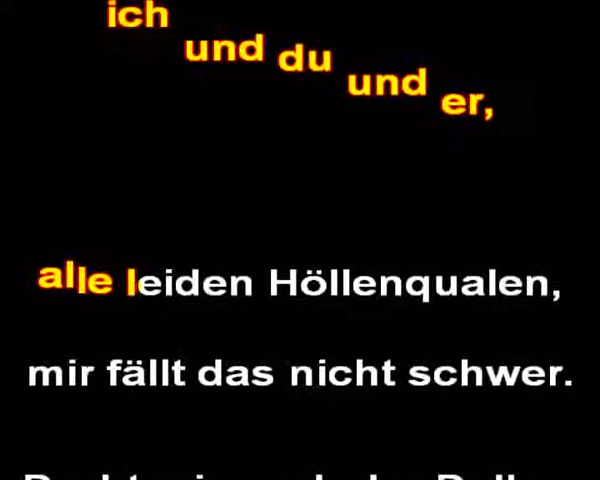 ich und du und er,
alle leiden Höllenqualen,
mir fällt das nicht schwer.